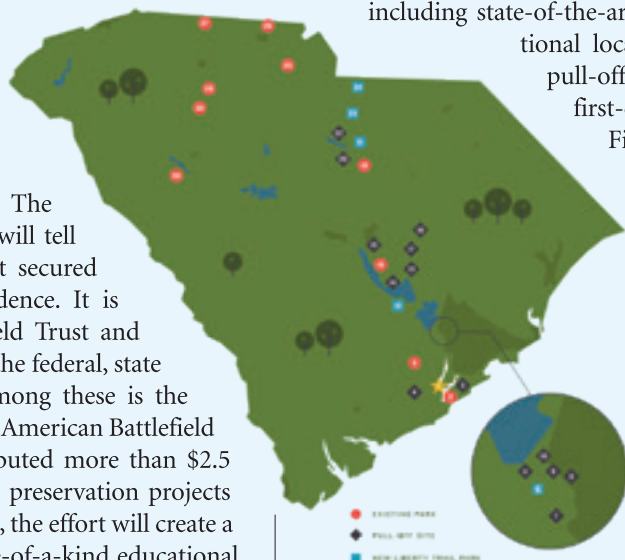 including state-of-the-ar
tional loca
pull-off
first-
Fi
The
will tell
t secured
dence. It is
eld Trust and
he federal, state
mong these is the
American Battlefield
buted more than $2.5
preservation projects
, the effort will create a
-of-a-kind educational
EXISTING PARK
PULL-OFF SITE
NEW LIBERTY TRAIL PARK